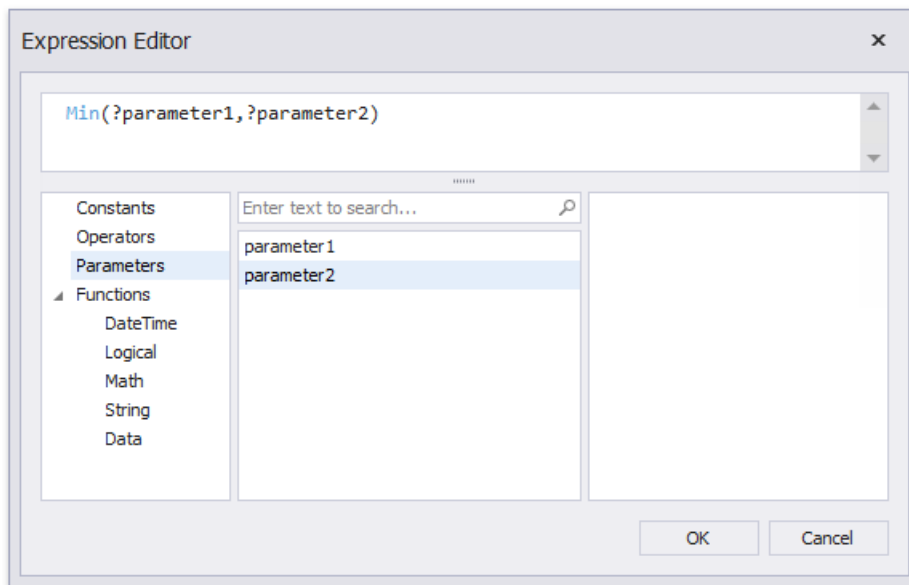 Expression Editor
Min(?parameter1,?parameter2)
Constants
Operators
Parameters
Functions
DateTime
Logical
Math
String
Data
Enter text to search...
parameter1
parameter2
OK
Cancel